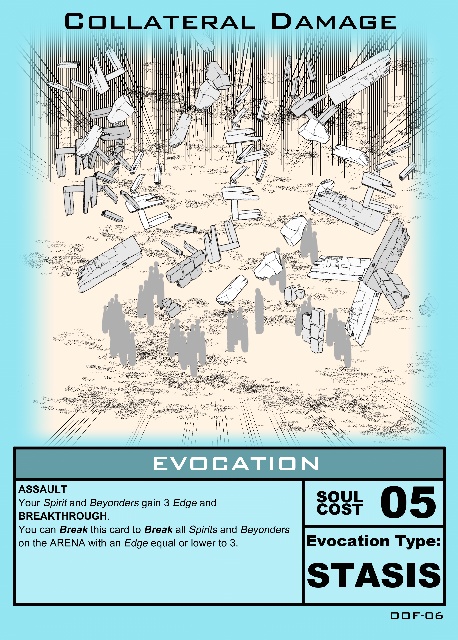 COLLATERAL DAMAGE
EVOCATION
ASSAULT
Your Spirit and Beyonders gain 3 Edge and
BREAKTHROUGH.
You can Break this card to Break all Spirits and Beyonders
on the ARENA with an Edge equal or lower to 3.
SOUL
COST 05
Evocation Type:
STASIS
OOF-06